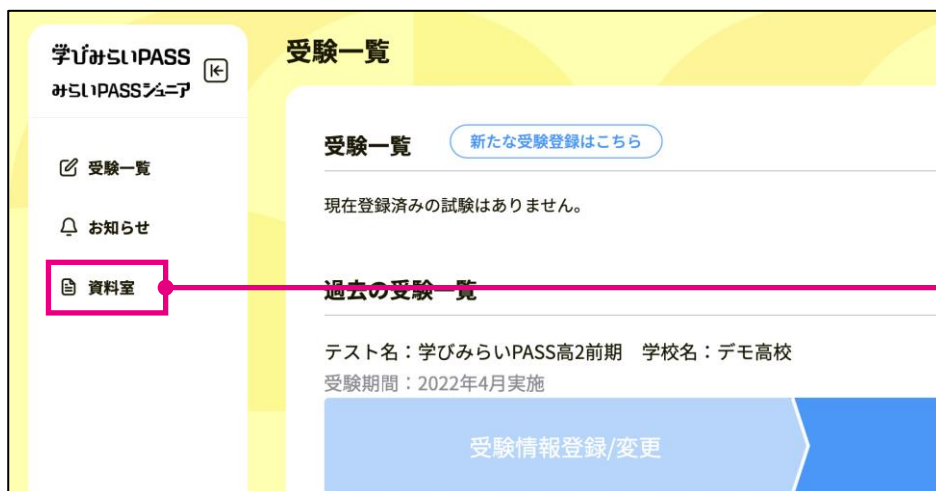 学びみらいPASS
みらいPASSジュニア
受験一覧
お知らせ
資料室
受験一覧
受験一覧
新たな受験登録はこちら
現在登録済みの試験はありません。
過去の受験一覧
テスト名：学びみらいPASS高2前期　学校名：デモ高校
受験期間：2022年4月実施
受験情報登録/変更